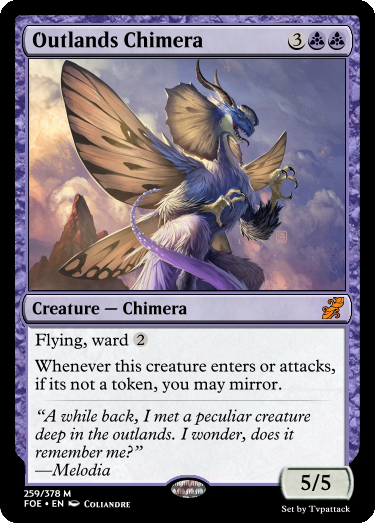 Outlands Chimera 3
Creature — Chimera
Flying, ward 2
Whenever this creature enters or attacks,
if its not a token, you may mirror.
“A while back, I met a peculiar creature
deep in the outlands. I wonder, does it
remember me?”
—Melodia
5/5
259/378 M
FOE • EN Coliandre
Set by Tvpattack